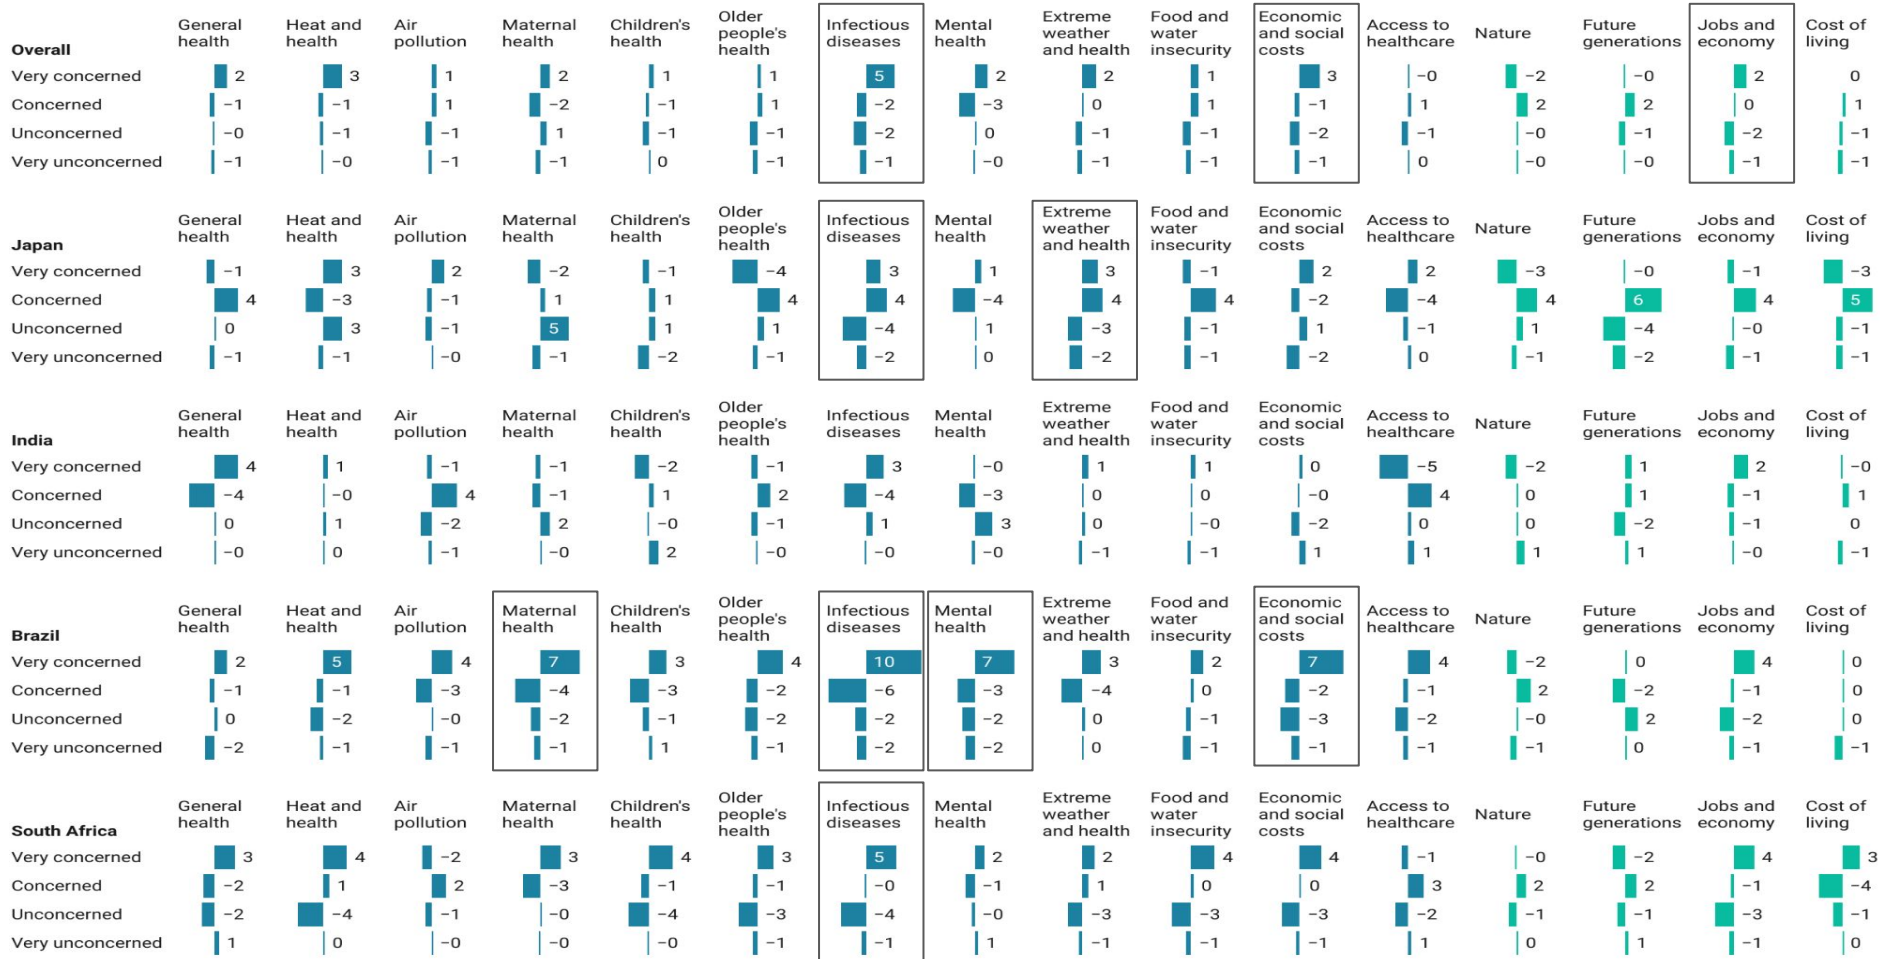 Overall General health Heat and health Air pollution Maternal health Children's health Older people's health Infectious diseases Mental health Extreme weather and health Food and water insecurity Economic and social costs Access to healthcare Nature Future generations Jobs and economy Cost of living
Very concerned 2 3 1 2 1 1 5 2 2 1 3 −0 −2 −0 2 0
Concerned −1 −1 1 −2 −1 1 −2 −3 0 1 −1 1 2 2 0 1
Unconcerned −0 −1 −1 1 −1 −1 −2 0 −1 −1 −2 −1 −0 −1 −2 −1
Very unconcerned −1 −0 −1 −1 0 −1 −1 −0 −1 −1 −1 0 −0 −0 −1 −1
Japan General health Heat and health Air pollution Maternal health Children's health Older people's health Infectious diseases Mental health Extreme weather and health Food and water insecurity Economic and social costs Access to healthcare Nature Future generations Jobs and economy Cost of living
Very concerned −1 3 2 −2 −1 −4 3 1 3 −1 2 2 −3 −0 −1 −3
Concerned 4 −3 −1 1 1 4 4 −4 4 4 −2 −4 4 6 4 5
Unconcerned 0 3 −1 5 1 1 −4 1 −3 −1 1 −1 1 −4 −0 −1
Very unconcerned −1 −1 −0 −1 −2 −1 −2 0 −2 −1 −2 0 −1 −2 −1 −1
India General health Heat and health Air pollution Maternal health Children's health Older people's health Infectious diseases Mental health Extreme weather and health Food and water insecurity Economic and social costs Access to healthcare Nature Future generations Jobs and economy Cost of living
Very concerned 4 1 −1 −1 −2 −1 3 −0 1 1 0 −5 −2 1 2 −0
Concerned −4 −0 4 −1 1 2 −4 −3 0 0 −0 4 0 1 −1 1
Unconcerned 0 1 −2 2 −0 −1 1 3 0 −0 −2 0 0 −2 −1 0
Very unconcerned −0 0 −1 −0 2 −0 −0 −0 −1 −1 1 1 1 1 −0 −1
Brazil General health Heat and health Air pollution Maternal health Children's health Older people's health Infectious diseases Mental health Extreme weather and health Food and water insecurity Economic and social costs Access to healthcare Nature Future generations Jobs and economy Cost of living
Very concerned 2 5 4 7 3 4 10 7 3 2 7 4 −2 0 4 0
Concerned −1 −1 −3 −4 −3 −2 −6 −3 −4 0 −2 −1 2 −2 −1 0
Unconcerned 0 −2 −0 −2 −1 −2 −2 −2 0 −1 −3 −2 −0 2 −2 0
Very unconcerned −2 −1 −1 −1 1 −1 −2 −2 0 −1 −1 −1 −1 0 −1 −1
South Africa General health Heat and health Air pollution Maternal health Children's health Older people's health Infectious diseases Mental health Extreme weather and health Food and water insecurity Economic and social costs Access to healthcare Nature Future generations Jobs and economy Cost of living
Very concerned 3 4 −2 3 4 3 5 2 2 4 4 −1 −0 −2 4 3
Concerned −2 1 2 −3 −1 −1 −0 −1 1 0 0 3 2 2 −1 −4
Unconcerned −2 −4 −1 −0 −4 −3 −4 −0 −3 −3 −3 −2 −1 −1 −3 −1
Very unconcerned 1 0 −0 −0 −0 −1 −1 1 −1 −1 −1 1 0 1 −1 0